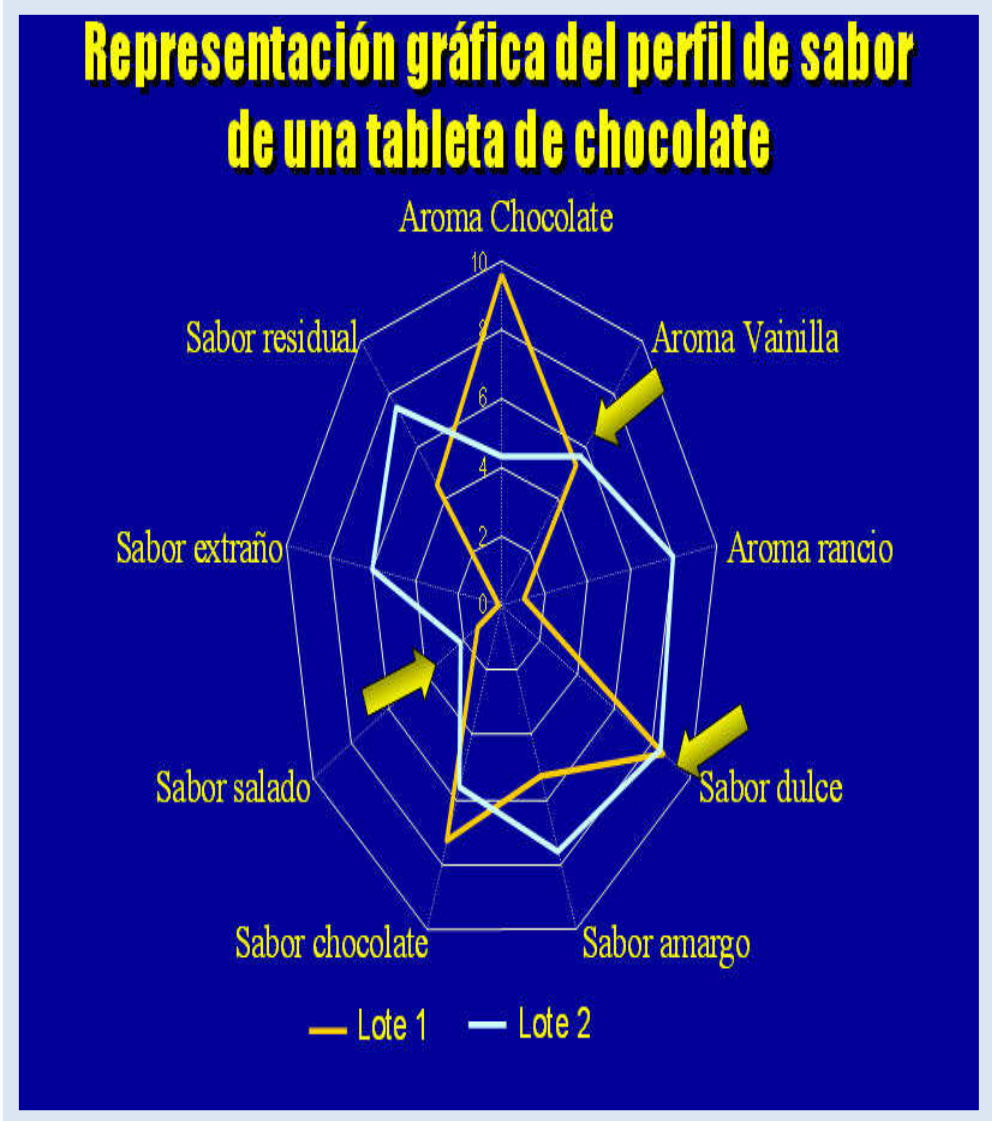 Representación gráfica del perfil de sabor
de una tableta de chocolate
Aroma Chocolate
10
Sabor residual
8
Aroma Vainilla
6
4
Sabor extraño
2
Aroma rancio
0
Sabor salado
Sabor dulce
Sabor chocolate
Sabor amargo
Lote 1
Lote 2